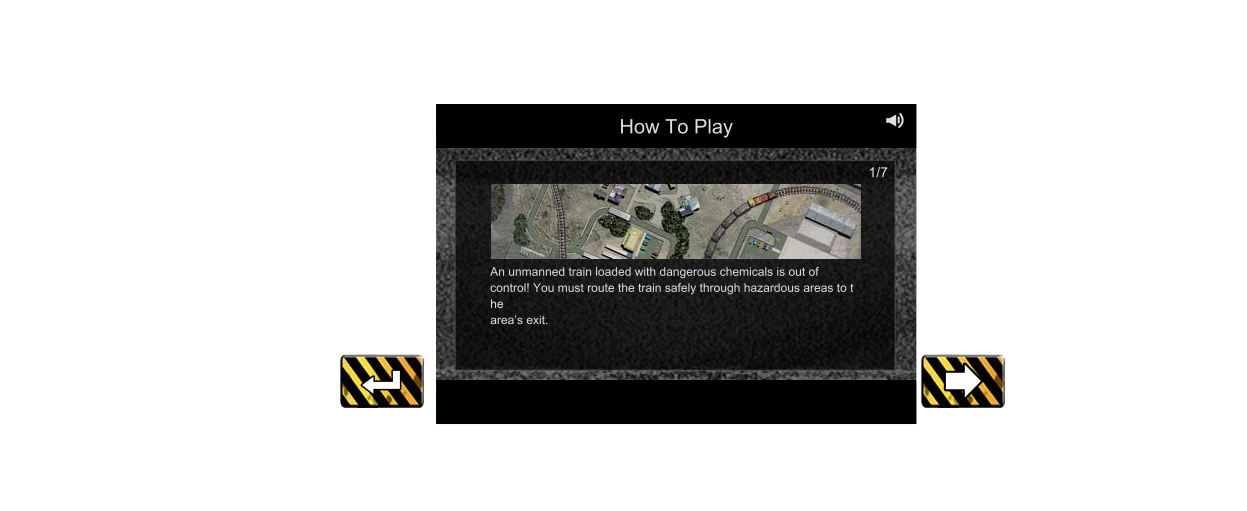 How To Play
1/7
An unmanned train loaded with dangerous chemicals is out of
control! You must route the train safely through hazardous areas to t
he
area's exit.